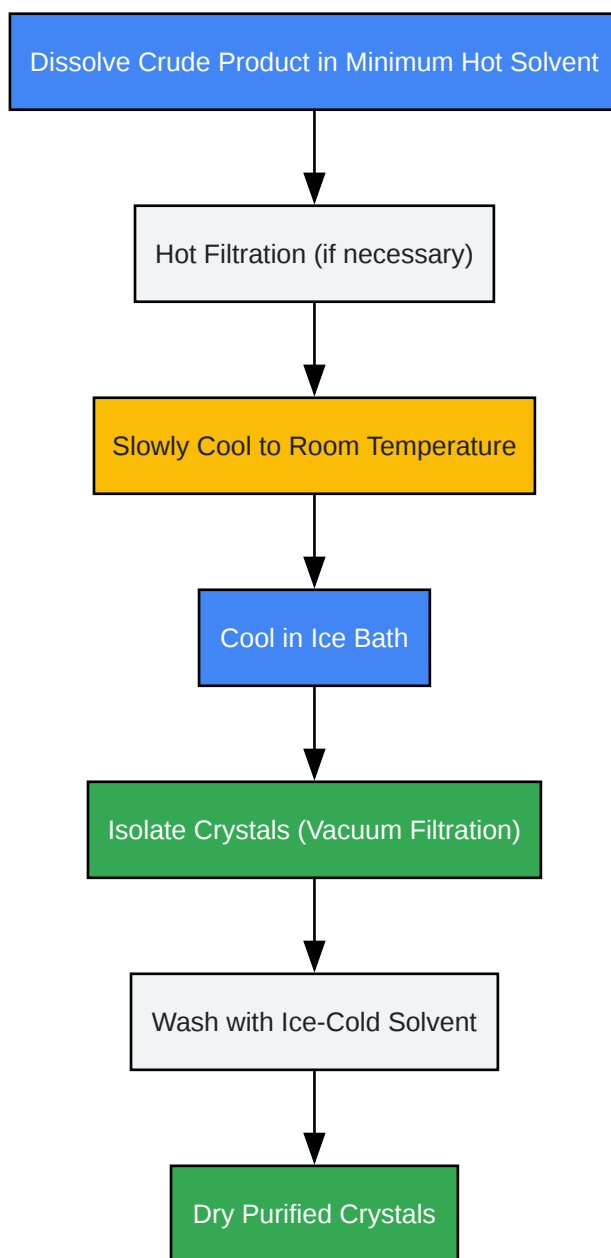 Dissolve Crude Product in Minimum Hot Solvent
Hot Filtration (if necessary)
Slowly Cool to Room Temperature
Cool in Ice Bath
Isolate Crystals (Vacuum Filtration)
Wash with Ice-Cold Solvent
Dry Purified Crystals